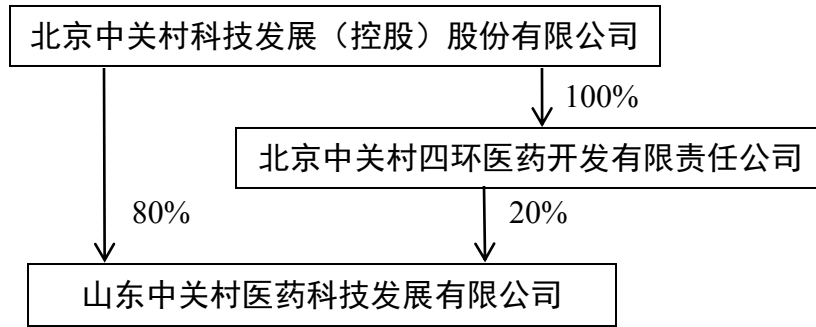 北京中关村科技发展（控股）股份有限公司
100%
北京中关村四环医药开发有限责任公司
80%
20%
山东中关村医药科技发展有限公司